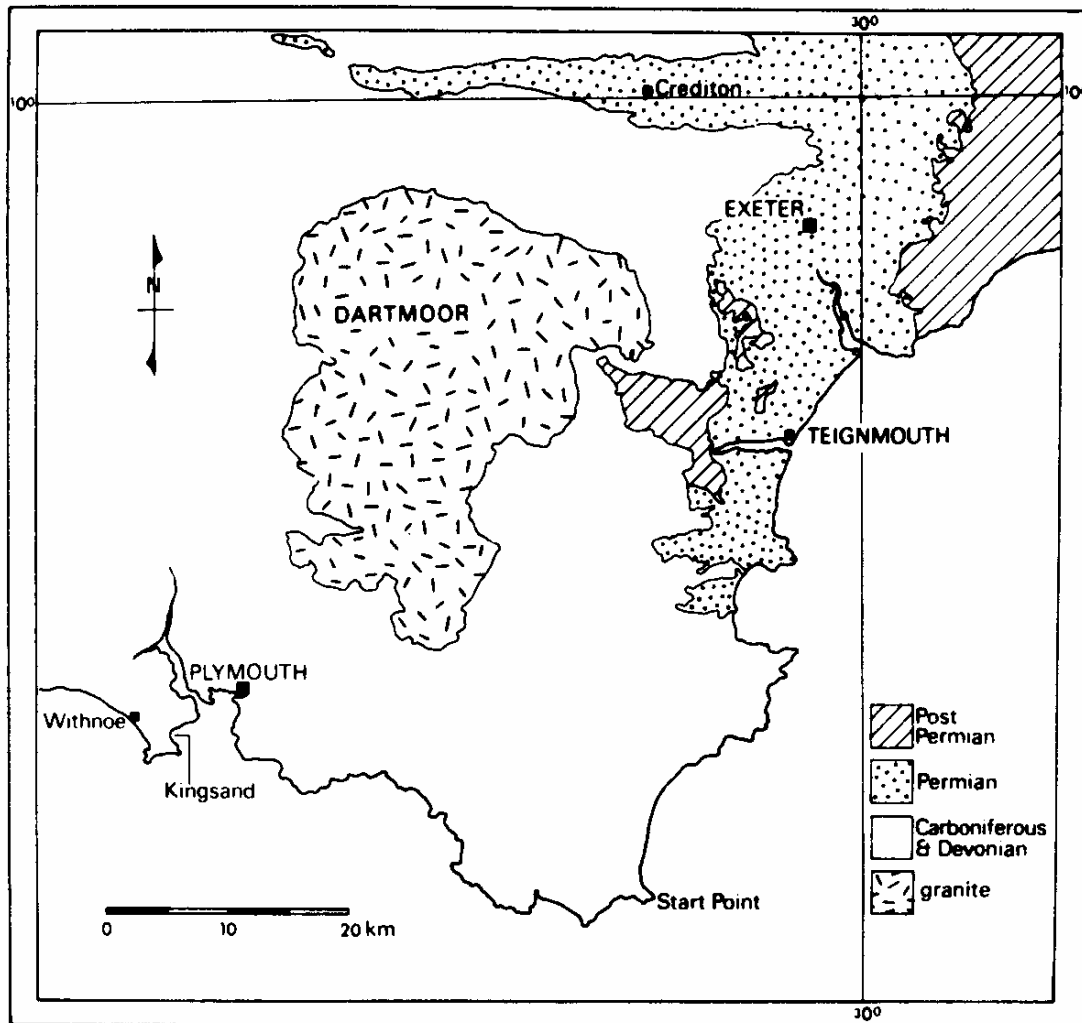 30⁰
10⁰
10⁰
Crediton
EXETER
N
DARTMOOR
TEIGNMOUTH
PLYMOUTH
Withnoe
Kingsand
Start Point
Post
Permian
Permian
Carboniferous
& Devonian
granite
0 10 20 km
30⁰